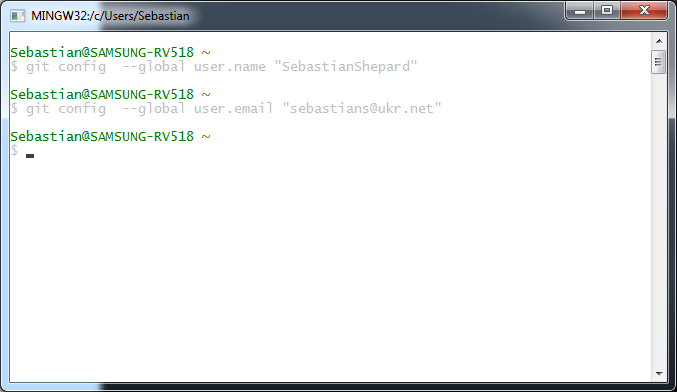 MINGW32:/c/Users/Sebastian
Sebastian@SAMSUNG-RV518 ~
$ git config  --global user.name "SebastianShepard"
Sebastian@SAMSUNG-RV518 ~
$ git config  --global user.email "sebastians@ukr.net"
Sebastian@SAMSUNG-RV518 ~
$